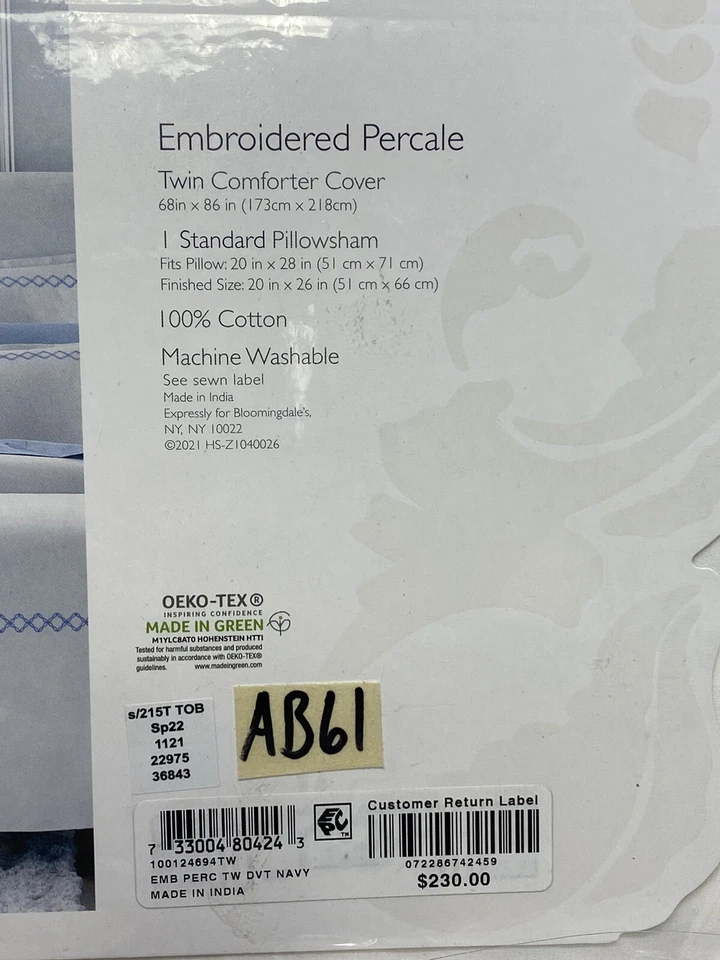 Embroidered Percale
Twin Comforter Cover
68in x 86 in (173cm x 218cm)
1 Standard Pillowsham
Fits Pillow: 20 in x 28 in (51 cm x 71 cm)
Finished Size: 20 in x 26 in (51 cm x 66 cm)
100% Cotton
Machine Washable
See sewn label
Made in India
Expressly for Bloomingdale's,
NY, NY 10022
©2021 HS-Z1040026
OEKO-TEX®
INSPIRING CONFIDENCE
MADE IN GREEN
M1YLC8AT0 HOHENSTEIN HTTI
Tested for harmful substances and produced
sustainably in accordance with OEKO-TEX®
guidelines. www.madeingreen.com
s/215T TOB
Sp22
1121
22975
36843
AB61
7 33004 80424 3
100124694TW
EMB PERC TW DVT NAVY
MADE IN INDIA
EPC TM
Customer Return Label
072286742459
$230.00